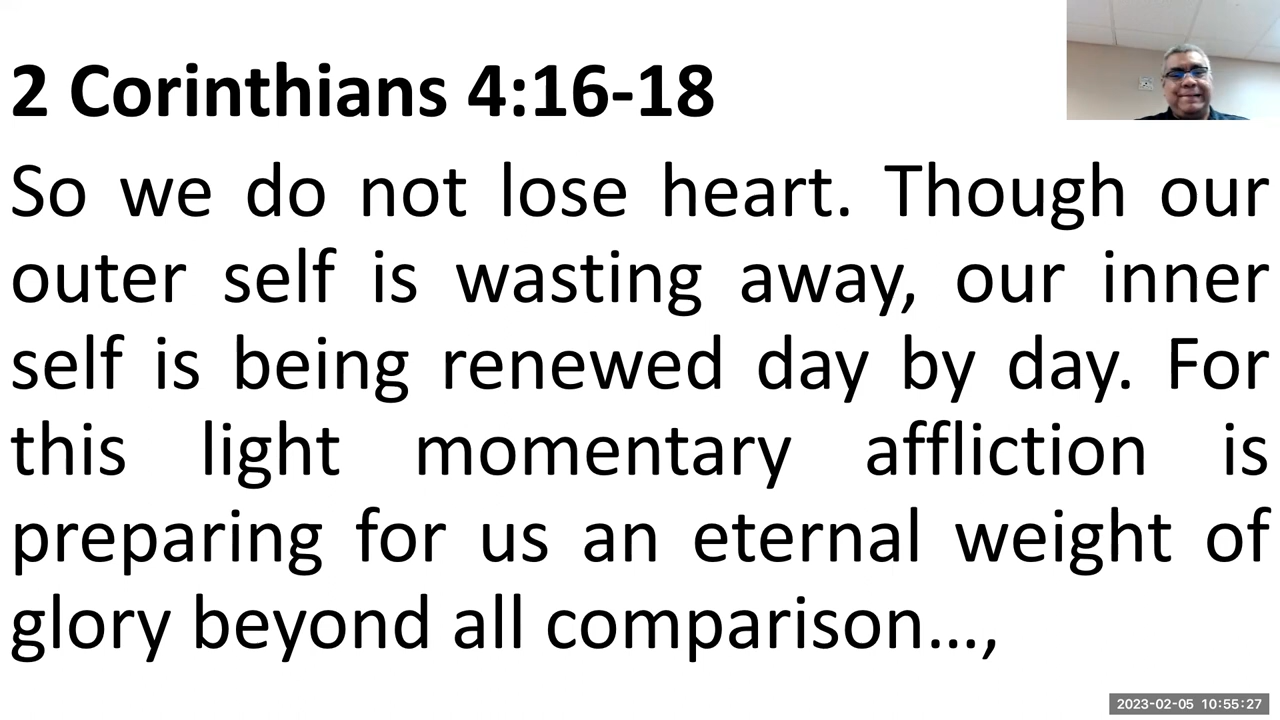 2 Corinthians 4:16-18
So we do not lose heart. Though our
outer self is wasting away, our inner
self is being renewed day by day. For
this light momentary affliction is
preparing for us an eternal weight of
glory beyond all comparison...,
2023-02-05 10:55:27